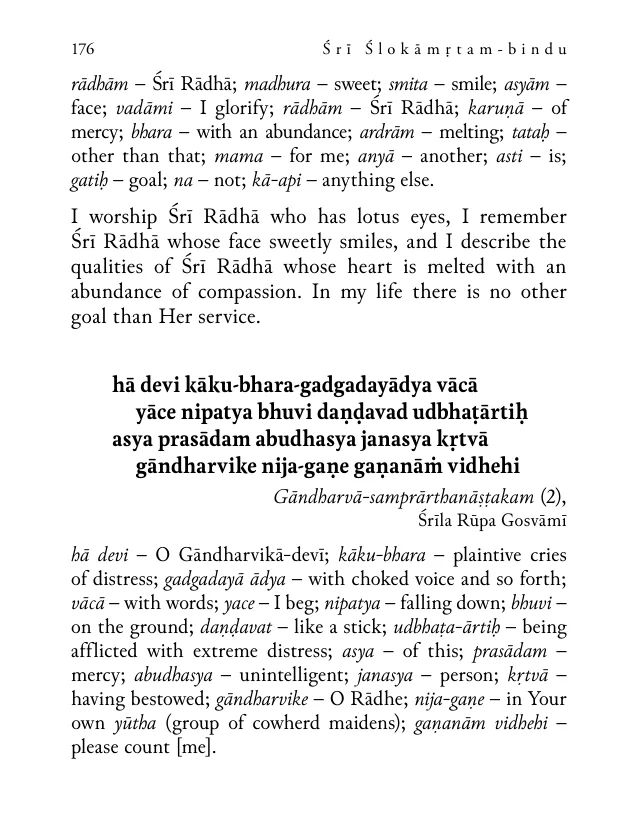 176 Śrī Ślokāmṛtam-bindu
rādhām – Śrī Rādhā; madhura – sweet; smita – smile; asyām –
face; vadāmi – I glorify; rādhām – Śrī Rādhā; karuṇā – of
mercy; bhara – with an abundance; ardrām – melting; tataḥ –
other than that; mama – for me; anyā – another; asti – is;
gatiḥ – goal; na – not; kā-api – anything else.
I worship Śrī Rādhā who has lotus eyes, I remember
Śrī Rādhā whose face sweetly smiles, and I describe the
qualities of Śrī Rādhā whose heart is melted with an
abundance of compassion. In my life there is no other
goal than Her service.
hā devi kāku-bhara-gadgadayādya vācā
yāce nipatya bhuvi daṇḍavad udbhaṭārtiḥ
asya prasādam abudhasya janasya kṛtvā
gāndharvike nija-gaṇe gaṇanāṁ vidhehi
Gāndharvā-samprārthanāṣṭakam (2),
Śrīla Rūpa Gosvāmī
hā devi – O Gāndharvikā-devī; kāku-bhara – plaintive cries
of distress; gadgadayā ādya – with choked voice and so forth;
vācā – with words; yace – I beg; nipatya – falling down; bhuvi –
on the ground; daṇḍavat – like a stick; udbhaṭa-ārtiḥ – being
afflicted with extreme distress; asya – of this; prasādam –
mercy; abudhasya – unintelligent; janasya – person; kṛtvā –
having bestowed; gāndharvike – O Rādhe; nija-gaṇe – in Your
own yūtha (group of cowherd maidens); gaṇanām vidhehi –
please count [me].